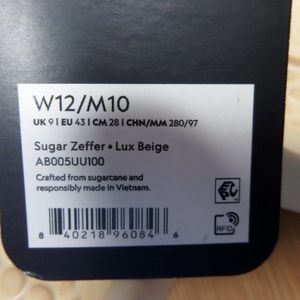 W12/M10
UK 9 | EU 43 | CM 28 | CHN/MM 280/97
Sugar Zeffer • Lux Beige
AB005UU100
Crafted from sugarcane and
responsibly made in Vietnam.
8 40218 96084 6
RFID